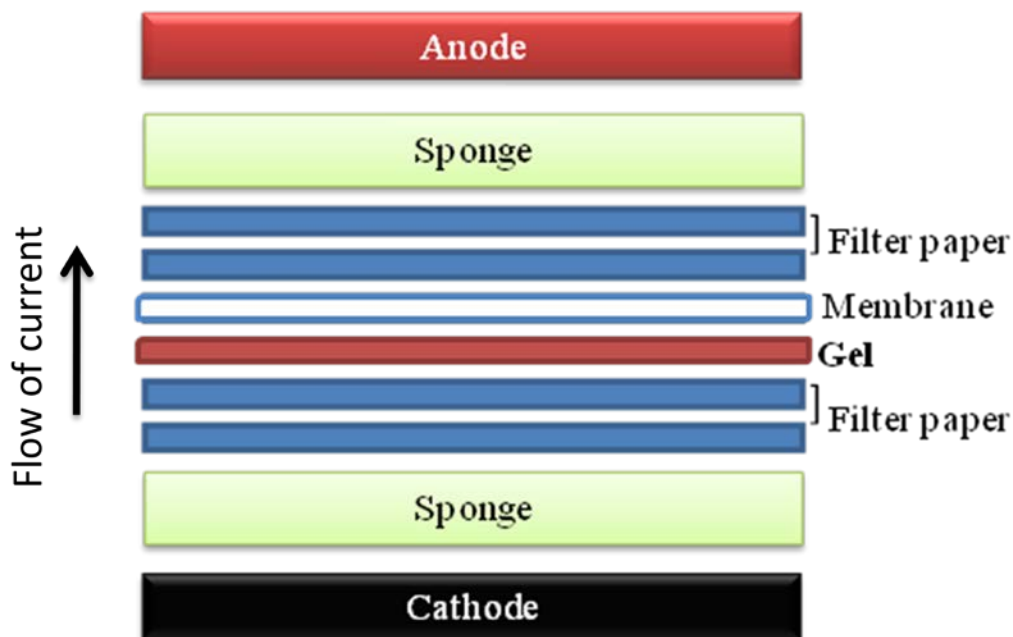 Anode
Sponge
Filter paper
Membrane
Gel
Filter paper
Sponge
Cathode
Flow of current